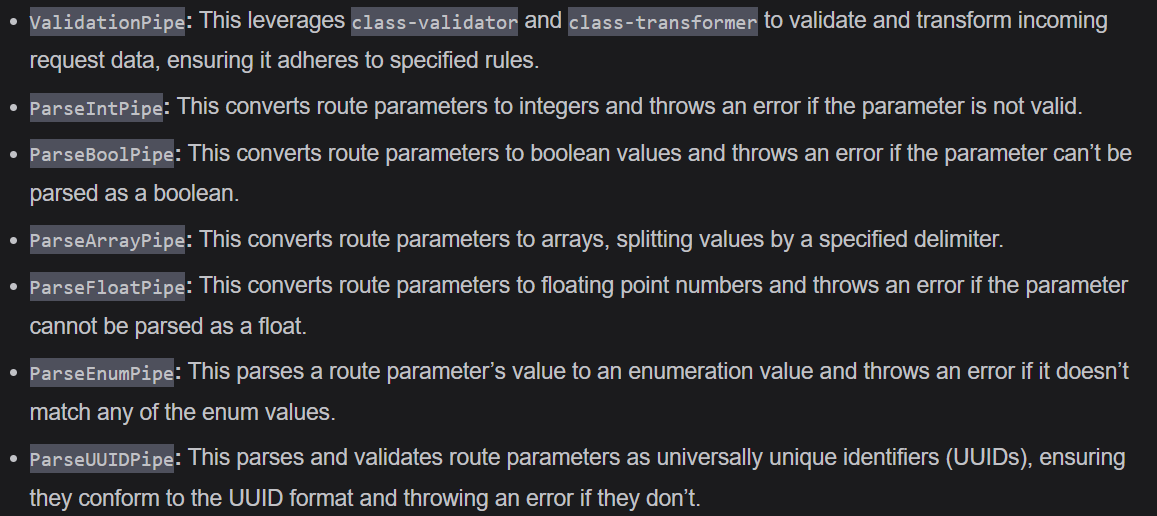 • ValidationPipe: This leverages class-validator and class-transformer to validate and transform incoming
request data, ensuring it adheres to specified rules.
• ParseIntPipe: This converts route parameters to integers and throws an error if the parameter is not valid.
• ParseBoolPipe: This converts route parameters to boolean values and throws an error if the parameter can’t be
parsed as a boolean.
• ParseArrayPipe: This converts route parameters to arrays, splitting values by a specified delimiter.
• ParseFloatPipe: This converts route parameters to floating point numbers and throws an error if the parameter
cannot be parsed as a float.
• ParseEnumPipe: This parses a route parameter’s value to an enumeration value and throws an error if it doesn’t
match any of the enum values.
• ParseUUIDPipe: This parses and validates route parameters as universally unique identifiers (UUIDs), ensuring
they conform to the UUID format and throwing an error if they don’t.